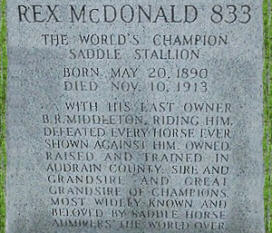 REX McDONALD 833
THE WORLD'S CHAMPION
SADDLE STALLION
BORN, MAY 20, 1890
DIED NOV. 10, 1913
WITH HIS LAST OWNER
B.R. MIDDLETON, RIDING HIM,
DEFEATED EVERY HORSE EVER
SHOWN AGAINST HIM. OWNED,
RAISED AND TRAINED IN
AUDRAIN COUNTY. SIRE AND
GRANDSIRE AND GREAT
GRANDSIRE OF CHAMPIONS,
MOST WIDELY KNOWN AND
BELOVED BY SADDLE HORSE
ADMIRERS THE WORLD OVER